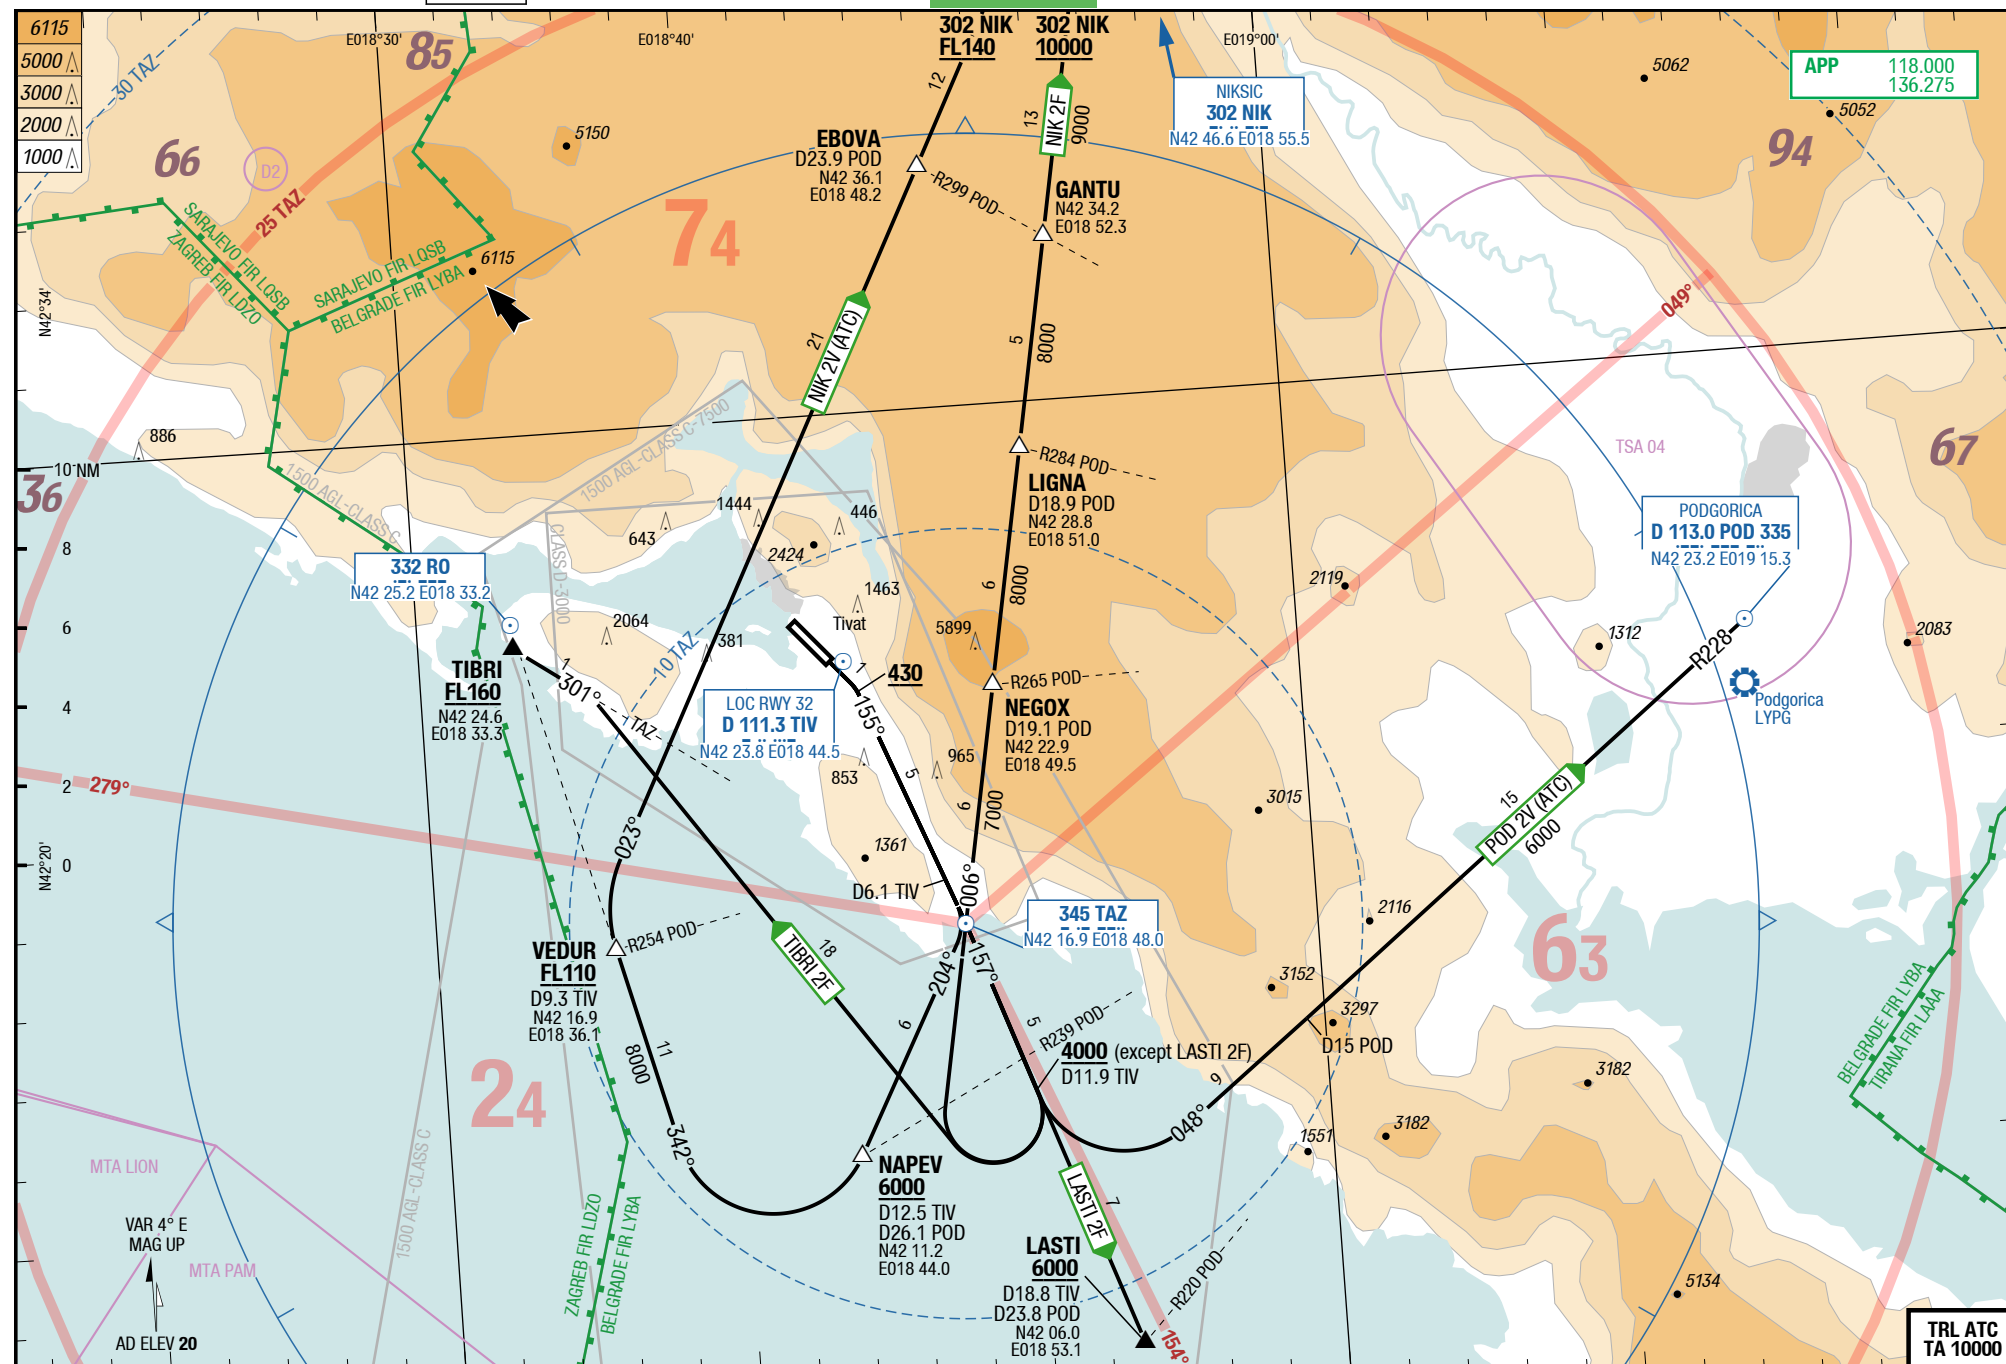 6115
5000
3000
2000
1000
30 TAZ
E018°30'
85
E018°40'
302 NIK
FL140
302 NIK
10000
E019°00'
NIKSIC
302 NIK
N42 46.6 E018 55.5
APP 118.000
136.275
5062
5052
94
66
D2
25 TAZ
5150
12
13
NIK 2F
9000
EBOVA
D23.9 POD
N42 36.1
E018 48.2
R299 POD
GANTU
N42 34.2
E018 52.3
74
SARAJEVO FIR LQSB
ZAGREB FIR LDZO
SARAJEVO FIR LQSB
BELGRADE FIR LYBA
6115
N42°34'
21
NIK 2V (ATC)
5
8000
049°
886
10 NM
36
1500 AGL-CLASS C
1500 AGL-CLASS C-7500
CLASS D-3000
1444
643
446
2424
R284 POD
LIGNA
D18.9 POD
N42 28.8
E018 51.0
TSA 04
67
PODGORICA
D 113.0 POD 335
N42 23.2 E019 15.3
8
332 RO
N42 25.2 E018 33.2
1463
Tivat
6
8000
2119
2064
381
10 TAZ
5899
1312
2083
6
TIBRI
FL160
N42 24.6
E018 33.3
1
301°
TAZ
1
430
155°
R265 POD
NEGOX
D19.1 POD
N42 22.9
E018 49.5
R228
Podgorica
LYPG
4
LOC RWY 32
D 111.3 TIV
N42 23.8 E018 44.5
853
965
5
2
279°
6
7000
3015
15
POD 2V (ATC)
6000
023°
1361
N42°20'
0
D6.1 TIV
006°
345 TAZ
N42 16.9 E018 48.0
2116
63
VEDUR
FL110
D9.3 TIV
N42 16.9
E018 36.1
R254 POD
18
TIBRI 2F
204°
157°
3152
3297
D15 POD
BELGRADE FIR LYBA
TIRANA FIR LAAA
24
8000
11
6
5
R239 POD
4000 (except LASTI 2F)
D11.9 TIV
9
048°
3182
3182
1551
342°
NAPEV
6000
D12.5 TIV
D26.1 POD
N42 11.2
E018 44.0
7
LASTI 2F
MTA LION
1500 AGL-CLASS C
VAR 4° E
MAG UP
MTA PAM
ZAGREB FIR LDZO
BELGRADE FIR LYBA
LASTI
6000
D18.8 TIV
D23.8 POD
N42 06.0
E018 53.1
R220 POD
154°
5134
AD ELEV 20
TRL ATC
TA 10000